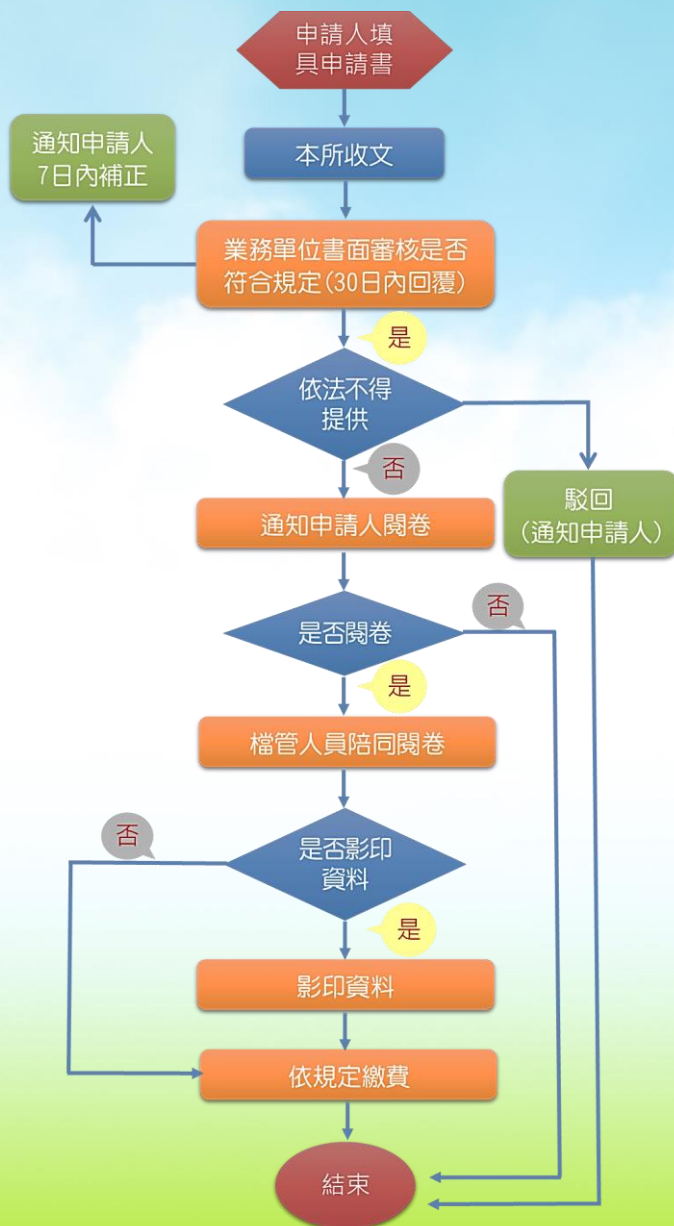 申請人填
具申請書
本所收文
通知申請人
7日內補正
業務單位書面審核是否
符合規定(30日內回覆)
是
依法不得
提供
否
駁回
(通知申請人)
通知申請人閱卷
是否閱卷
否
是
檔管人員陪同閱卷
是否影印
資料
否
是
影印資料
依規定繳費
結束